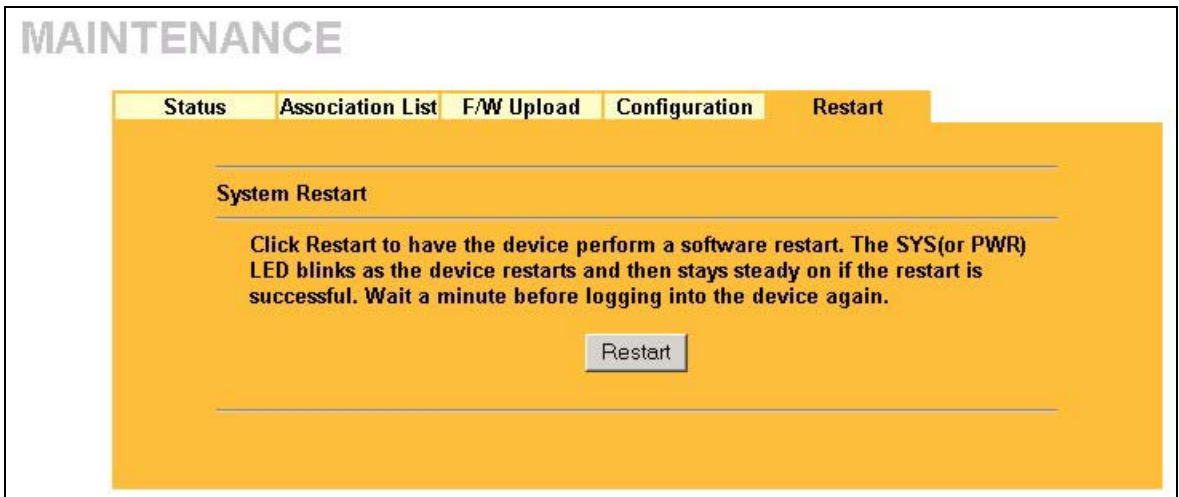 MAINTENANCE
Status Association List F/W Upload Configuration Restart
System Restart
Click Restart to have the device perform a software restart. The SYS(or PWR)
LED blinks as the device restarts and then stays steady on if the restart is
successful. Wait a minute before logging into the device again.
Restart